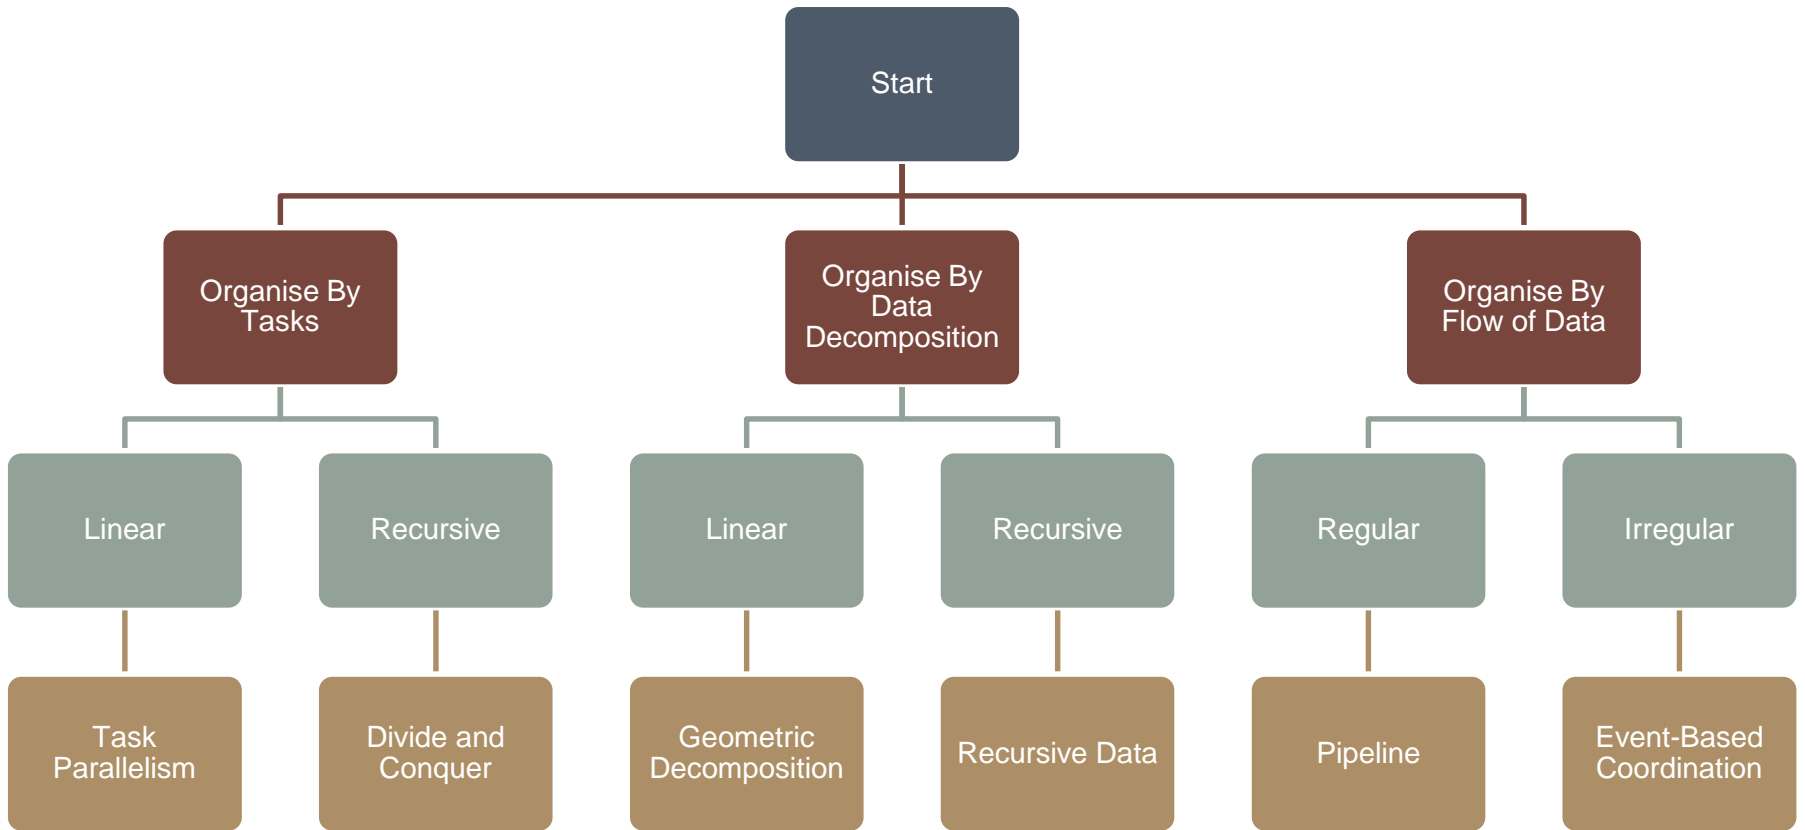 Start
Organise By
Tasks
Organise By
Data
Decomposition
Organise By
Flow of Data
Linear
Recursive
Linear
Recursive
Regular
Irregular
Task
Parallelism
Divide and
Conquer
Geometric
Decomposition
Recursive Data
Pipeline
Event-Based
Coordination